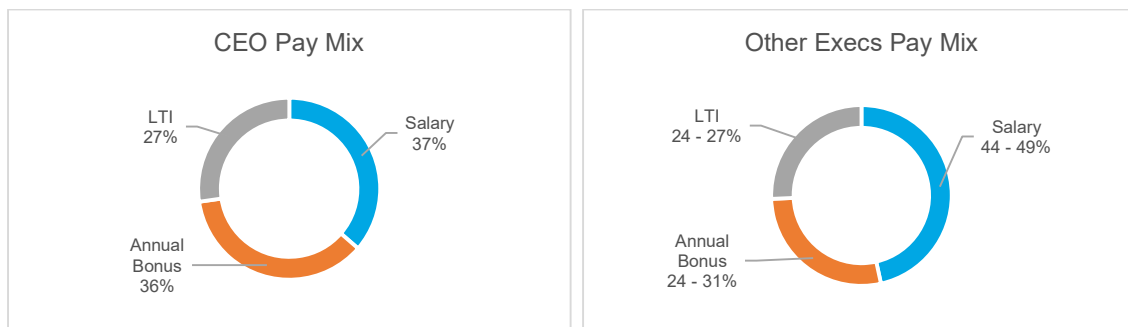 CEO Pay Mix
LTI
27%
Salary
37%
Annual
Bonus
36%
Other Execs Pay Mix
LTI
24 - 27%
Salary
44 - 49%
Annual
Bonus
24 - 31%